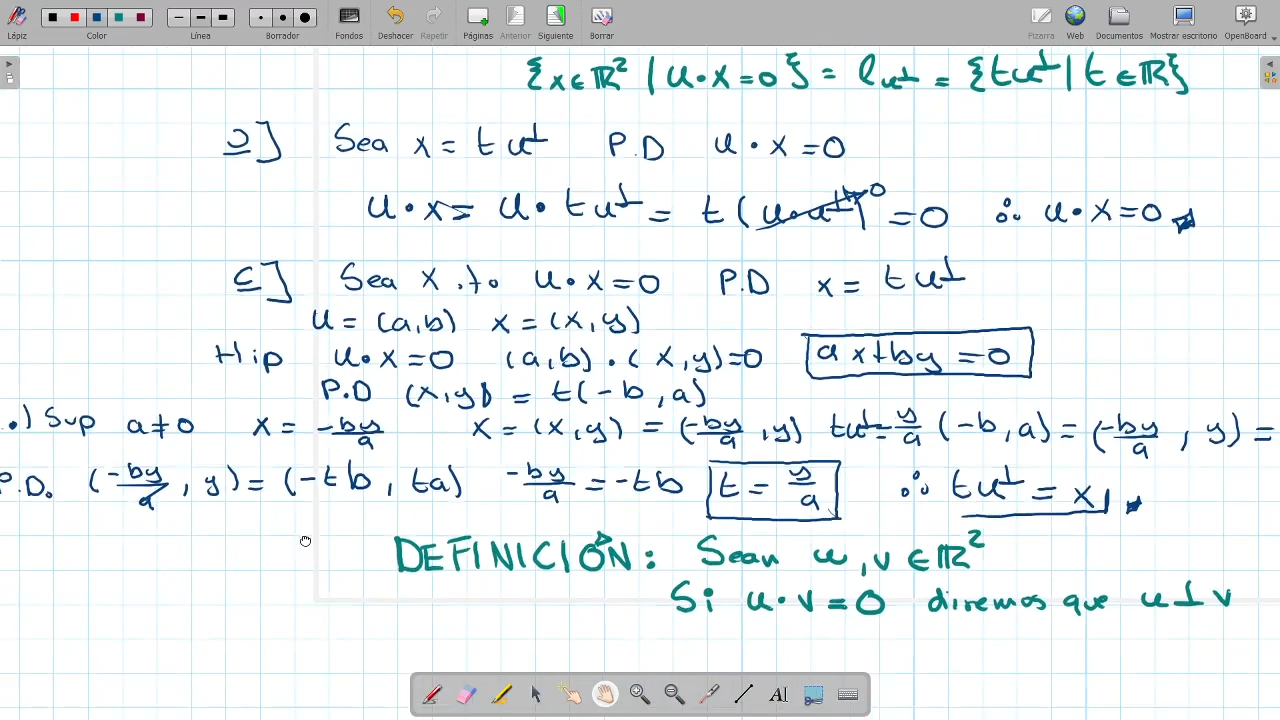 Lápiz Color Línea Borrador Fondos Deshacer Repetir Páginas Anterior Siguiente Borrar Pizarra Web Documentos Mostrar escritorio OpenBoard
{x ∈ ℝ² | u · x = 0} = ℓ_u⊥ = {tu⊥ | t ∈ ℝ}
⊇] Sea x = tu⊥ P.D u · x = 0
u · x = u · tu⊥ = t(u · u⊥)⁰ = 0 ∴ u · x = 0
⊆] Sea x .t. u · x = 0 P.D x = tu⊥
u = (a,b) x = (x,y)
Hip u · x = 0 (a,b) · (x,y) = 0 ax + by = 0
P.D (x,y) = t(-b,a)
.) Sup a ≠ 0 x = -by/a x = (x,y) = (-by/a, y) tu⊥ = y/a (-b,a) = (-by/a, y) =
P.D. (-by/a, y) = (-tb, ta) -by/a = -tb t = y/a ∴ tu⊥ = x
DEFINICIÓN: Sean u, v ∈ ℝ²
Si u · v = 0 diremos que u ⊥ v
AI